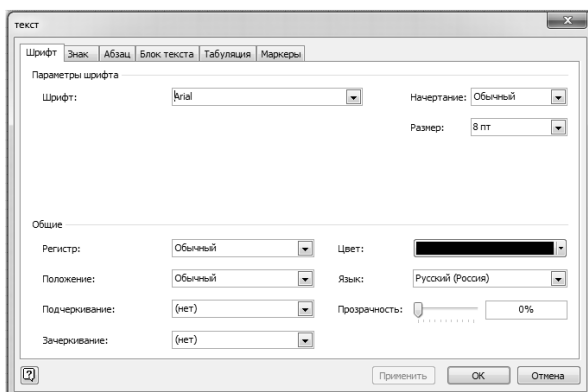 текст
x
Шрифт Знак Абзац Блок текста Табуляция Маркеры
Параметры шрифта
Шрифт: Arial Начертание: Обычный
Размер: 8 пт
Общие
Регистр: Обычный Цвет:
Положение: Обычный Язык: Русский (Россия)
Подчеркивание: (нет) Прозрачность: 0%
Зачеркивание: (нет)
? Применить OK Отмена